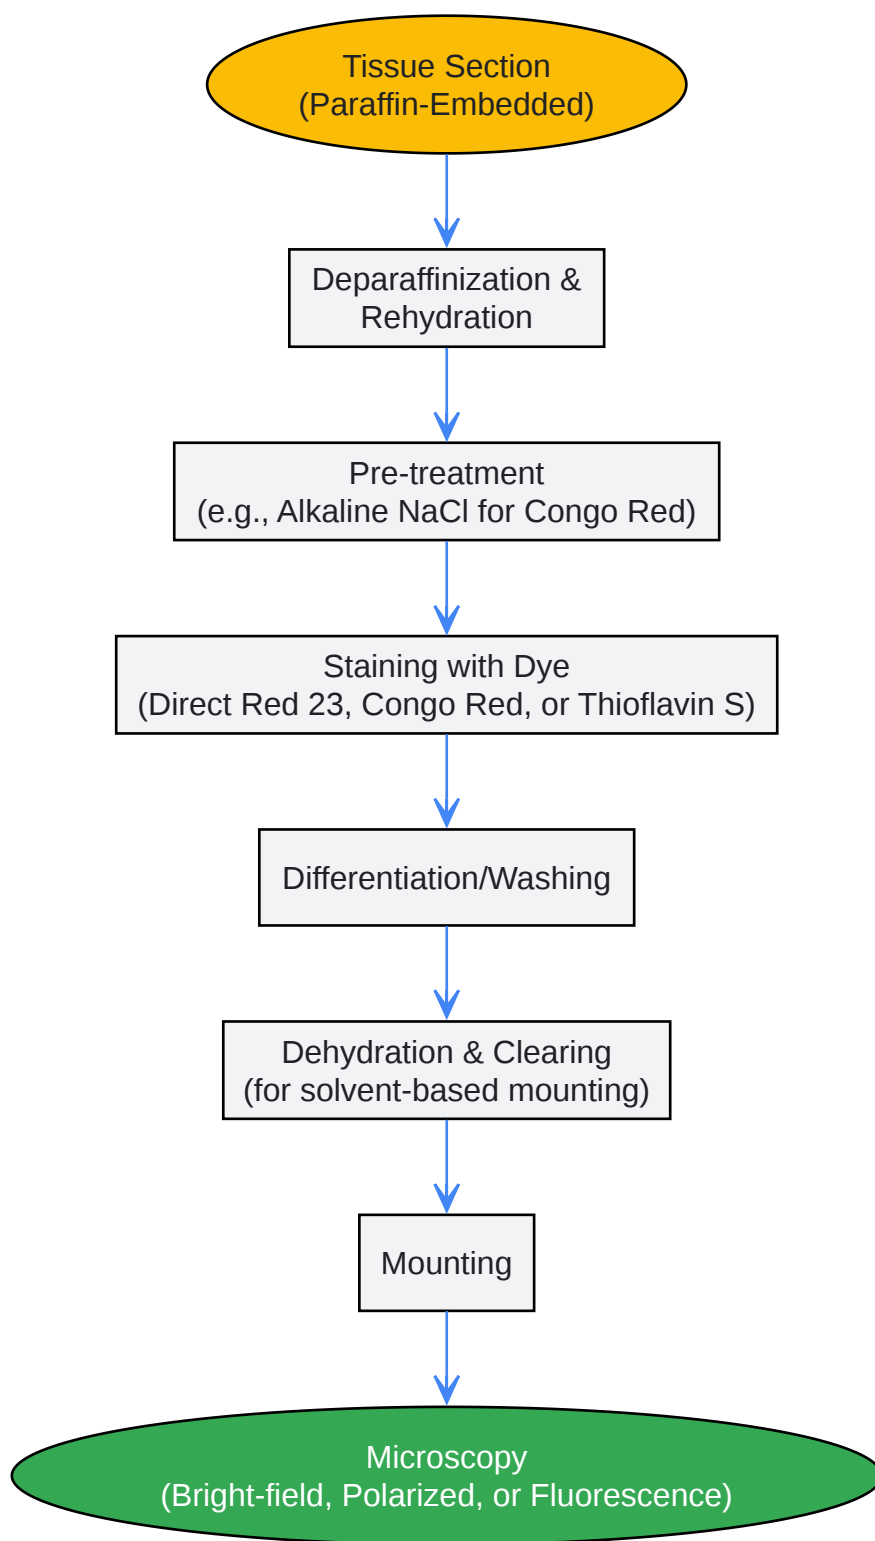 Tissue Section
(Paraffin-Embedded)
Deparaffinization &
Rehydration
Pre-treatment
(e.g., Alkaline NaCl for Congo Red)
Staining with Dye
(Direct Red 23, Congo Red, or Thioflavin S)
Differentiation/Washing
Dehydration & Clearing
(for solvent-based mounting)
Mounting
Microscopy
(Bright-field, Polarized, or Fluorescence)